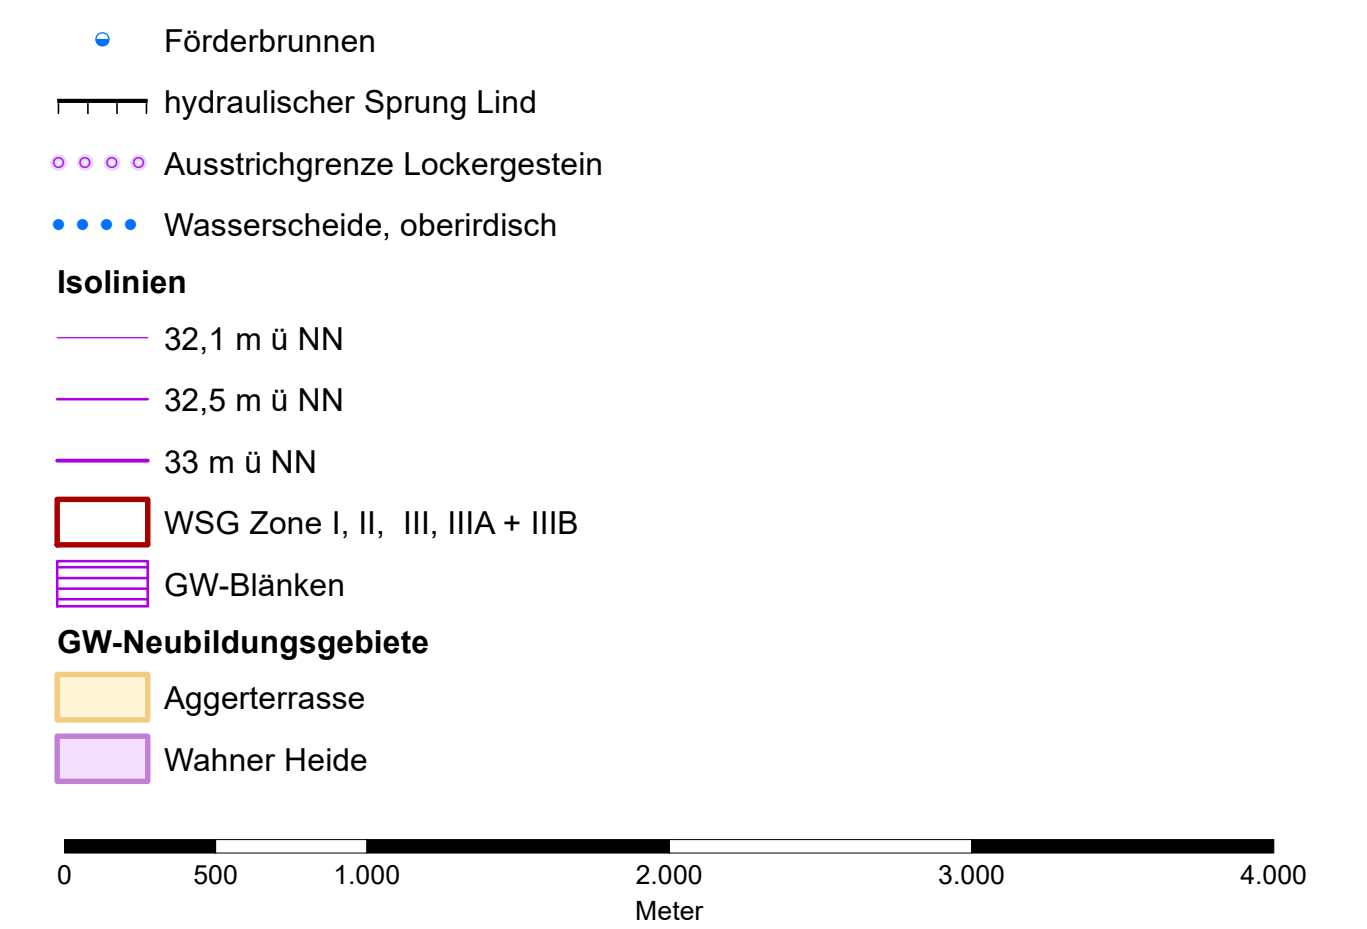 Förderbrunnen
hydraulischer Sprung Lind
Ausstrichgrenze Lockergestein
Wasserscheide, oberirdisch
Isolinien
32,1 m ü NN
32,5 m ü NN
33 m ü NN
WSG Zone I, II,  III, IIIA + IIIB
GW-Blänken
GW-Neubildungsgebiete
Aggerterrasse
Wahner Heide
0 500 1.000 2.000 3.000 4.000
Meter